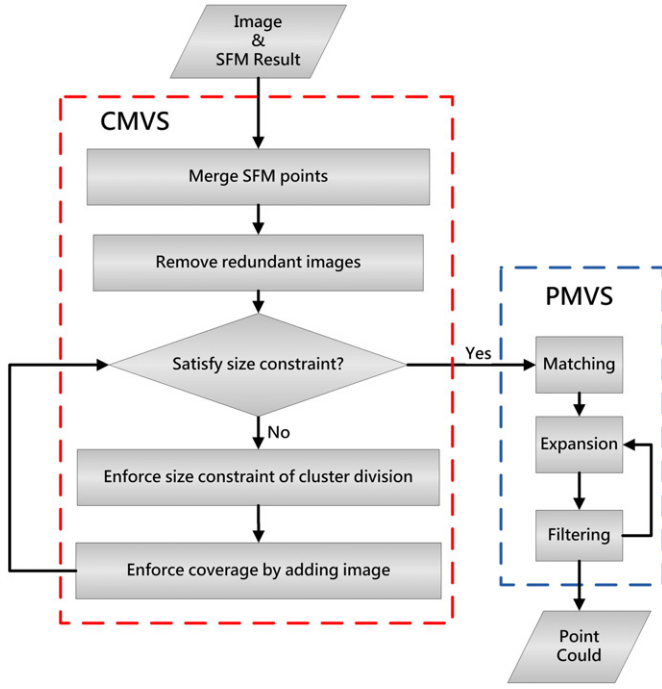 Image
&
SFM Result
CMVS
Merge SFM points
Remove redundant images
Satisfy size constraint?
Yes
No
Enforce size constraint of cluster division
Enforce coverage by adding image
PMVS
Matching
Expansion
Filtering
Point
Could